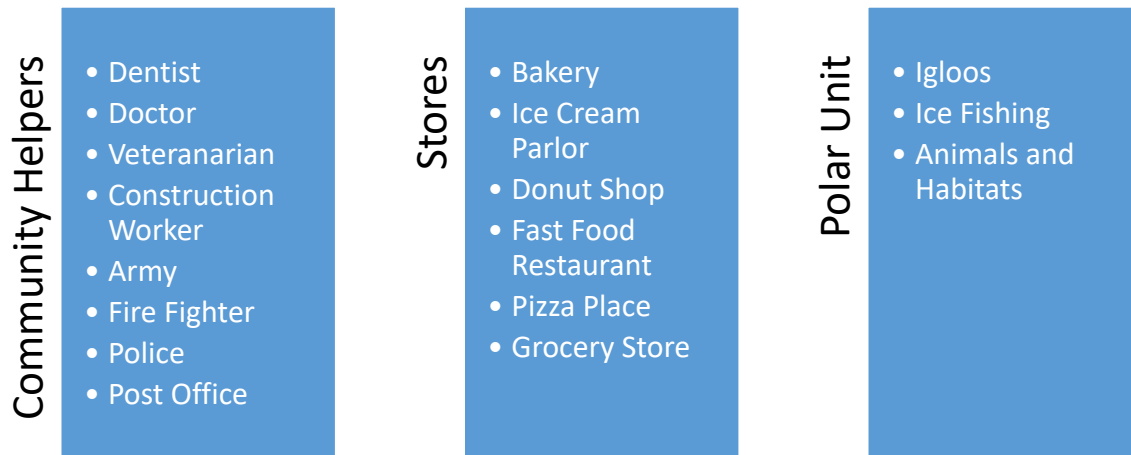 Community Helpers
• Dentist
• Doctor
• Veteranarian
• Construction
Worker
• Army
• Fire Fighter
• Police
• Post Office
Stores
• Bakery
• Ice Cream
Parlor
• Donut Shop
• Fast Food
Restaurant
• Pizza Place
• Grocery Store
Polar Unit
• Igloos
• Ice Fishing
• Animals and
Habitats